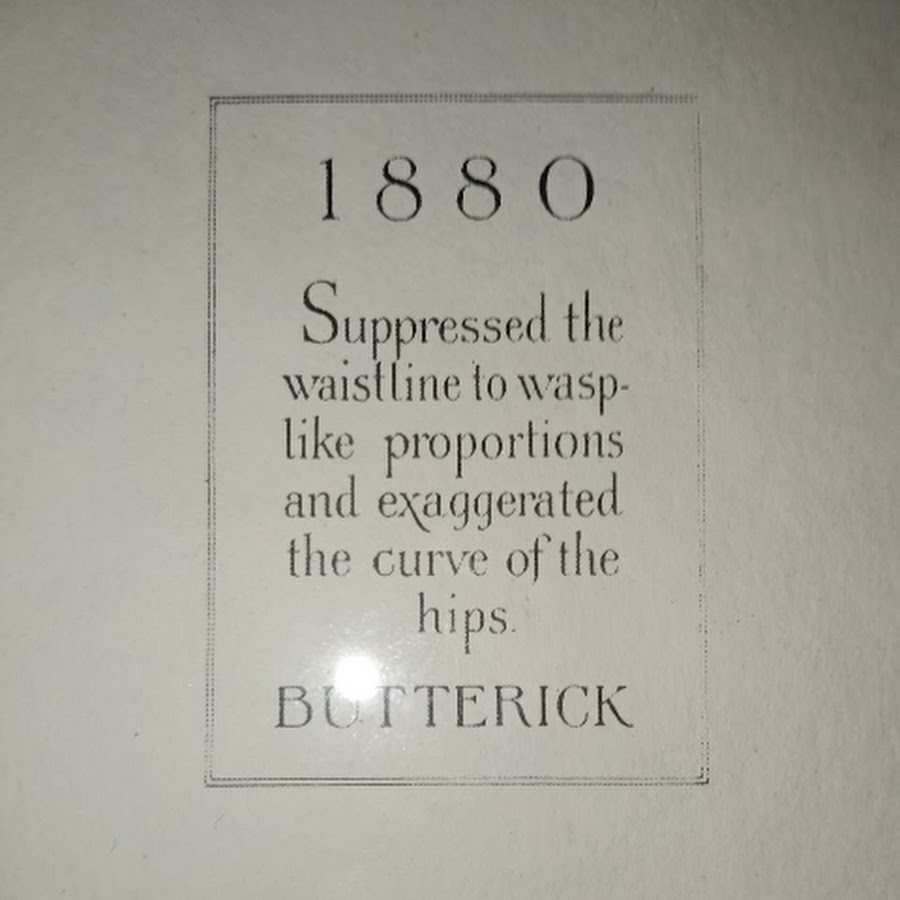 1880
Suppressed the
waistline to wasp-
like proportions
and exaggerated
the curve of the
hips.
BUTTERICK